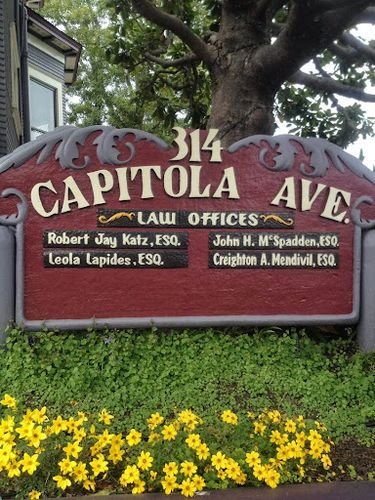 314
CAPITOLA AVE.
LAW OFFICES
Robert Jay Katz, ESQ.
Leola Lapides, ESQ.
John H. McSpadden, ESQ.
Creighton A. Mendivil, ESQ.